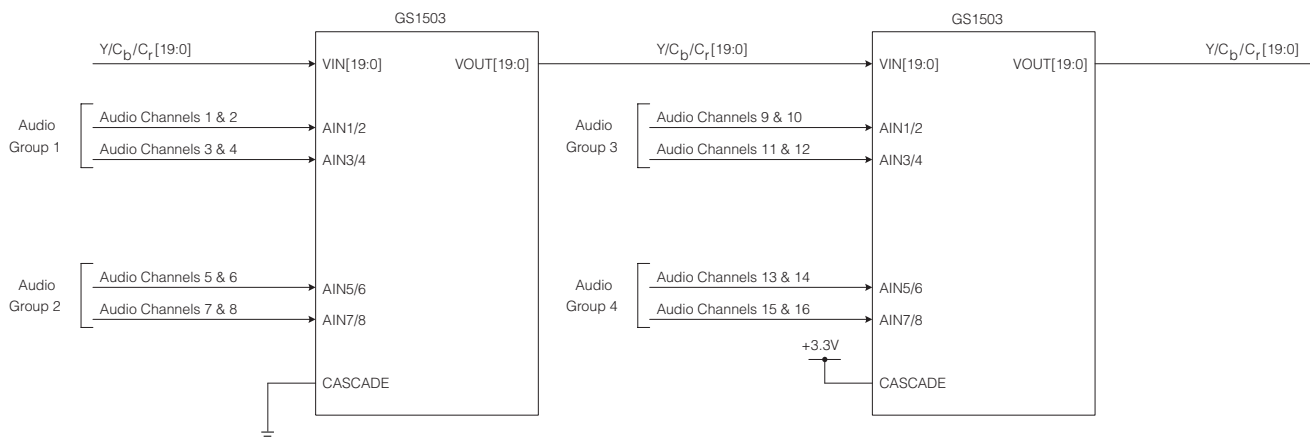 GS1503
GS1503
Y/Cb/Cr[19:0]
Y/Cb/Cr[19:0]
Y/Cb/Cr[19:0]
VIN[19:0]
VOUT[19:0]
VIN[19:0]
VOUT[19:0]
Audio
Group 1
Audio Channels 1 & 2
AIN1/2
Audio Channels 3 & 4
AIN3/4
Audio
Group 3
Audio Channels 9 & 10
AIN1/2
Audio Channels 11 & 12
AIN3/4
Audio
Group 2
Audio Channels 5 & 6
AIN5/6
Audio Channels 7 & 8
AIN7/8
Audio
Group 4
Audio Channels 13 & 14
AIN5/6
Audio Channels 15 & 16
AIN7/8
+3.3V
CASCADE
CASCADE